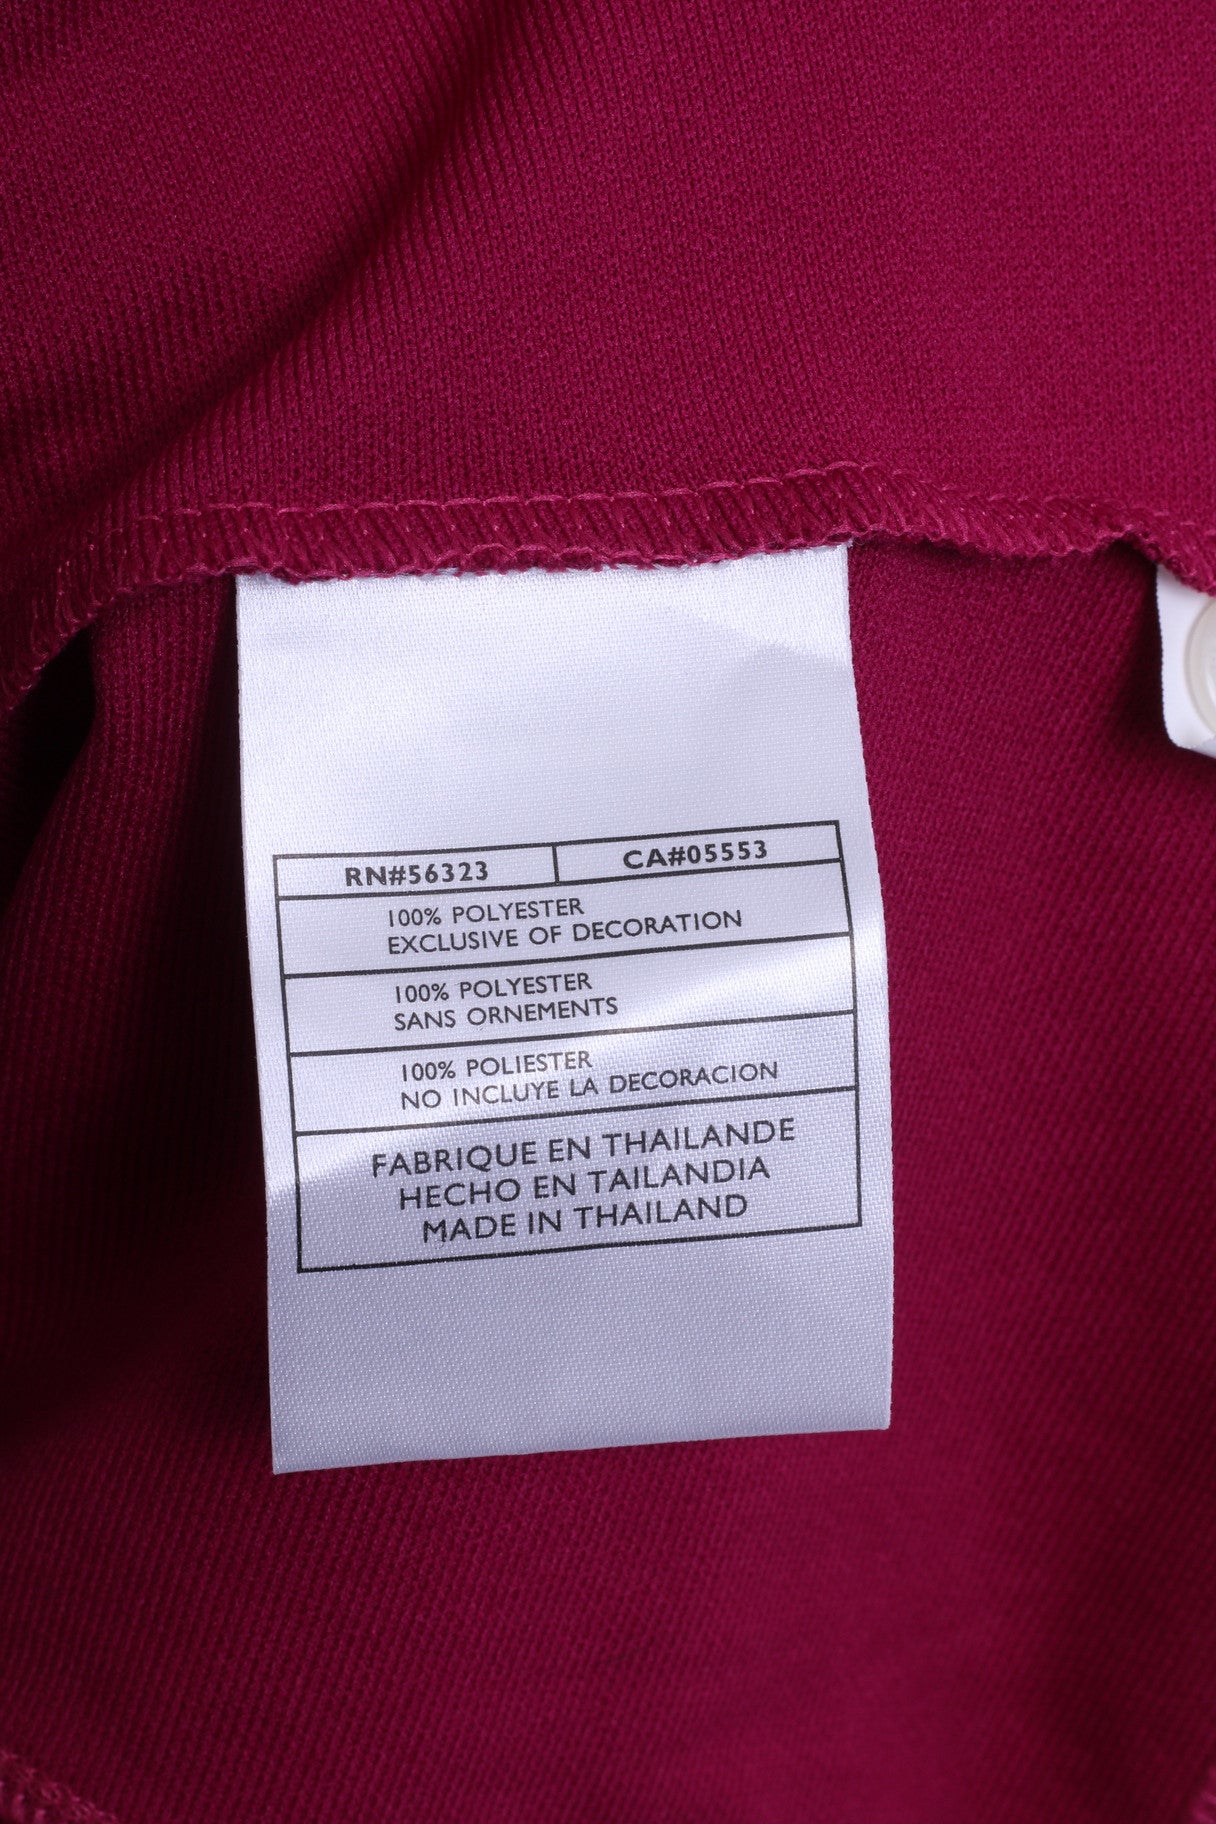 RN#56323 CA#05553
100% POLYESTER
EXCLUSIVE OF DECORATION
100% POLYESTER
SANS ORNEMENTS
100% POLIESTER
NO INCLUYE LA DECORACION
FABRIQUE EN THAILANDE
HECHO EN TAILANDIA
MADE IN THAILAND